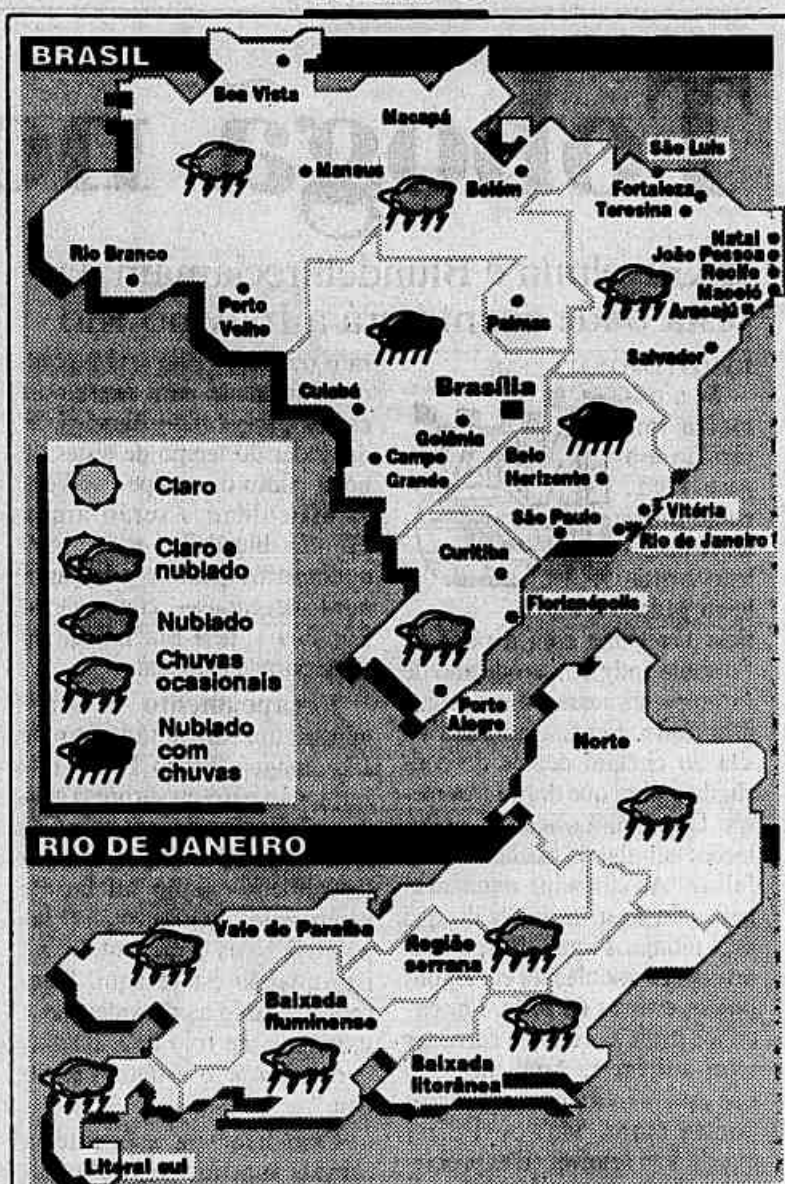 BRASIL
Boa Vista
Macapá
São Luís
Manaus
Belém
Fortaleza
Teresina
Natal
João Pessoa
Recife
Maceió
Aracajú
Rio Branco
Porto
Velho
Palmas
Salvador
Cuiabá
Brasília
Goiânia
Campo
Grande
Belo
Horizonte
Vitória
São Paulo
Rio de Janeiro
Curitiba
Florianópolis
Porto
Alegre
Claro
Claro e
nublado
Nublado
Chuvas
ocasionais
Nublado
com
chuvas
RIO DE JANEIRO
Norte
Vale do Paraíba
Região
serrana
Baixada
fluminense
Baixada
litorânea
Litoral sul